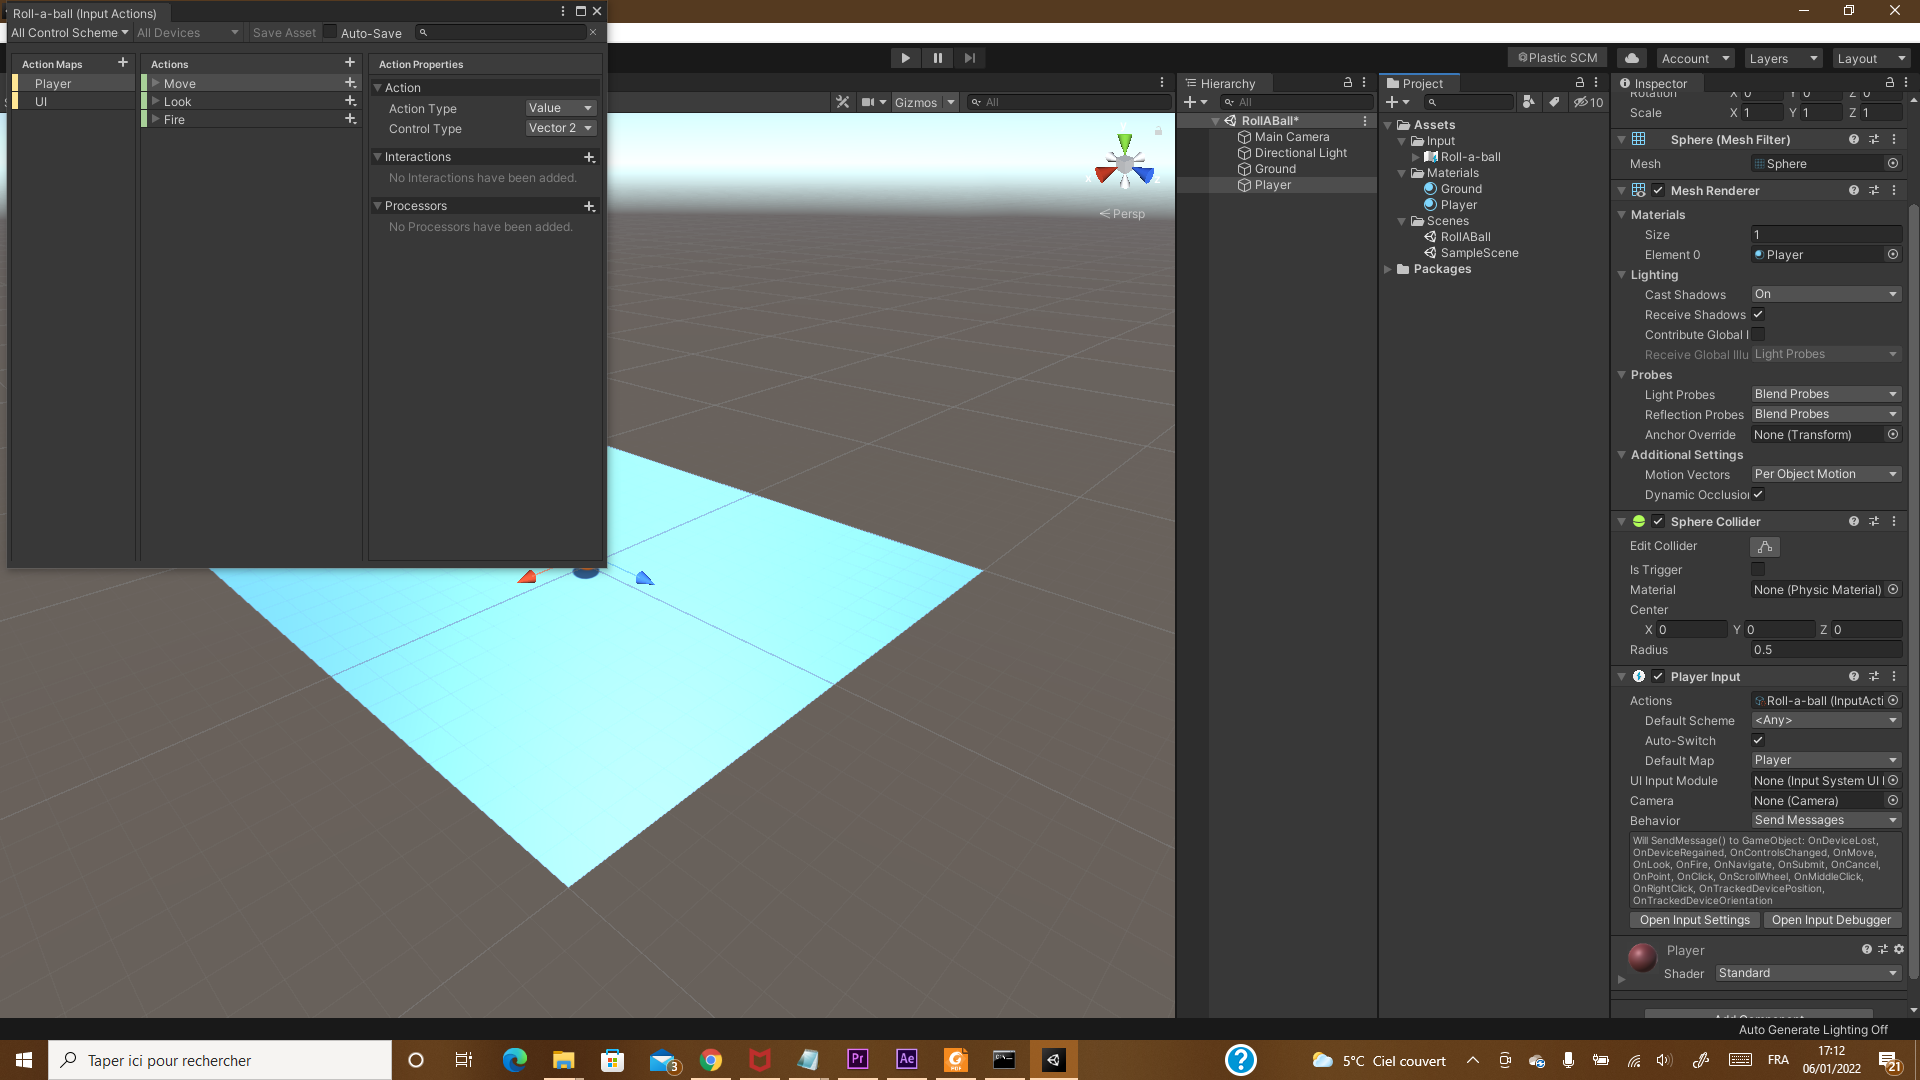 Roll-a-ball (Input Actions)
All Control Scheme
All Devices
Save Asset
Auto-Save
Action Maps
Player
UI
Actions
Move
Look
Fire
Action Properties
Action
Action Type Value
Control Type Vector 2
Interactions
No Interactions have been added.
Processors
No Processors have been added.
Plastic SCM
Account
Layers
Layout
Gizmos
All
Persp
Hierarchy
All
RollABall*
Main Camera
Directional Light
Ground
Player
Project
10
Assets
Input
Roll-a-ball
Materials
Ground
Player
Scenes
RollABall
SampleScene
Packages
Inspector
Rotation X 0 Y 0 Z 0
Scale X 1 Y 1 Z 1
Sphere (Mesh Filter)
Mesh Sphere
Mesh Renderer
Materials
Size 1
Element 0 Player
Lighting
Cast Shadows On
Receive Shadows
Contribute Global I
Receive Global Illu Light Probes
Probes
Light Probes Blend Probes
Reflection Probes Blend Probes
Anchor Override None (Transform)
Additional Settings
Motion Vectors Per Object Motion
Dynamic Occlusion
Sphere Collider
Edit Collider
Is Trigger
Material None (Physic Material)
Center
X 0 Y 0 Z 0
Radius 0.5
Player Input
Actions Roll-a-ball (InputActi
Default Scheme <Any>
Auto-Switch
Default Map Player
UI Input Module None (Input System UI I
Camera None (Camera)
Behavior Send Messages
Will SendMessage() to GameObject: OnDeviceLost,
OnDeviceRegained, OnControlsChanged, OnMove,
OnLook, OnFire, OnNavigate, OnSubmit, OnCancel,
OnPoint, OnClick, OnScrollWheel, OnMiddleClick,
OnRightClick, OnTrackedDevicePosition,
OnTrackedDeviceOrientation
Open Input Settings
Open Input Debugger
Player
Shader Standard
Add Component
Auto Generate Lighting Off
Taper ici pour rechercher
3
Pr
Ae
PDF
5°C Ciel couvert
FRA
17:12
06/01/2022
21